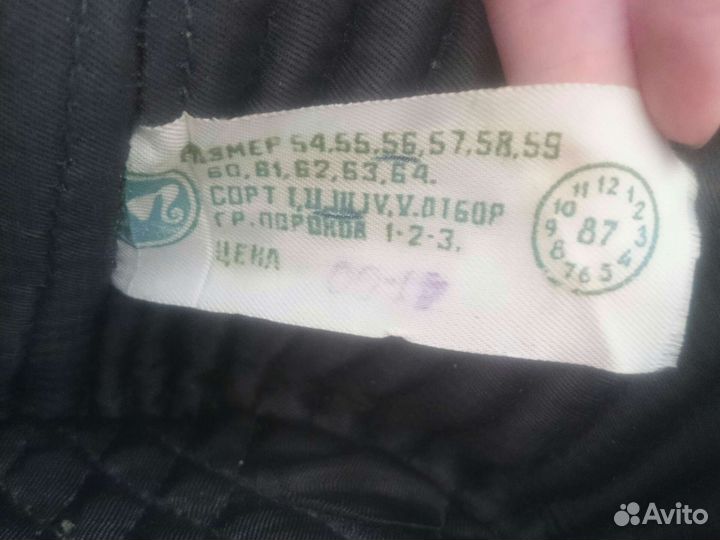 РАЗМЕР 54,55,56,57,58,59
60,61,62,63,64.
СОРТ I,II,III,IV,V.ОТБОР
ГР.ПОРОКОВ 1-2-3.
ЦЕНА
12 1 2 3 4 5 6 7 8 9 10 11
87
Avito